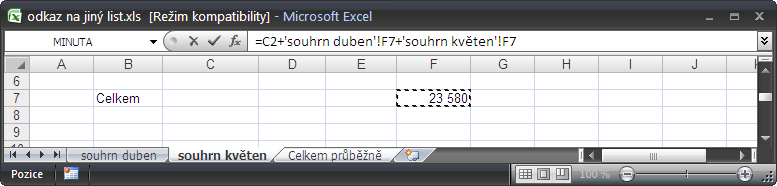 odkaz na jiný list.xls [Režim kompatibility] - Microsoft Excel
MINUTA =C2+'souhrn duben'!F7+'souhrn květen'!F7
A B C D E F G H I J
6
7 Celkem 23 580
8
9
souhrn duben souhrn květen Celkem průběžně
Pozice 100 %